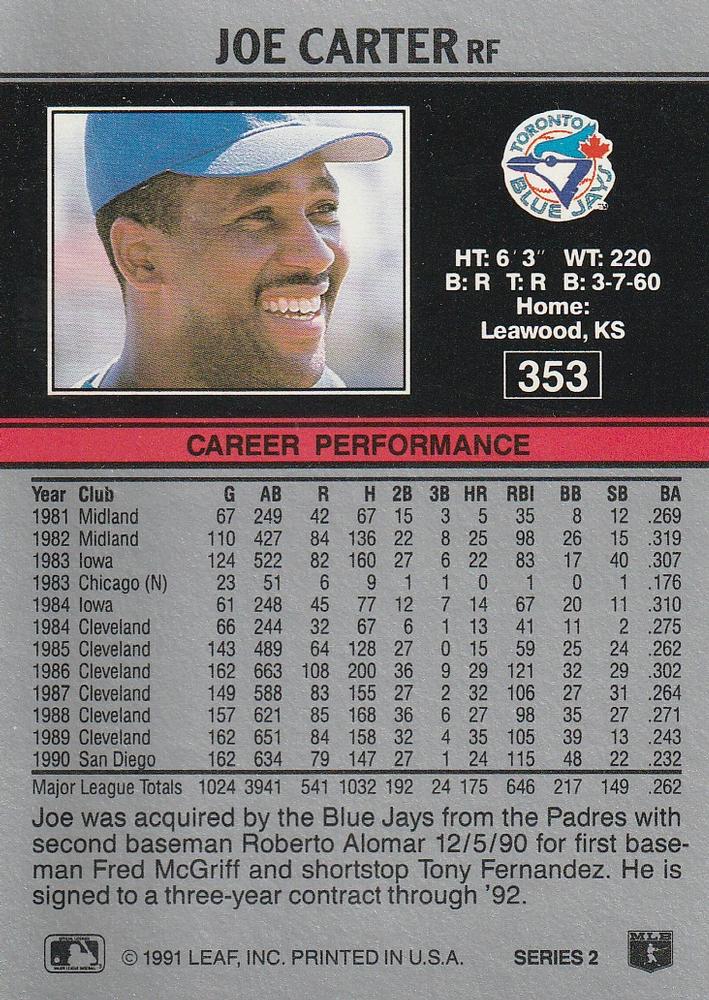 JOE CARTER RF
TORONTO
BLUE JAYS
HT: 6' 3" WT: 220
B: R T: R B: 3-7-60
Home:
Leawood, KS
353
CAREER PERFORMANCE
Year Club G AB R H 2B 3B HR RBI BB SB BA
1981 Midland 67 249 42 67 15 3 5 35 8 12 .269
1982 Midland 110 427 84 136 22 8 25 98 26 15 .319
1983 Iowa 124 522 82 160 27 6 22 83 17 40 .307
1983 Chicago (N) 23 51 6 9 1 1 0 1 0 1 .176
1984 Iowa 61 248 45 77 12 7 14 67 20 11 .310
1984 Cleveland 66 244 32 67 6 1 13 41 11 2 .275
1985 Cleveland 143 489 64 128 27 0 15 59 25 24 .262
1986 Cleveland 162 663 108 200 36 9 29 121 32 29 .302
1987 Cleveland 149 588 83 155 27 2 32 106 27 31 .264
1988 Cleveland 157 621 85 168 36 6 27 98 35 27 .271
1989 Cleveland 162 651 84 158 32 4 35 105 39 13 .243
1990 San Diego 162 634 79 147 27 1 24 115 48 22 .232
Major League Totals 1024 3941 541 1032 192 24 175 646 217 149 .262
Joe was acquired by the Blue Jays from the Padres with
second baseman Roberto Alomar 12/5/90 for first base-
man Fred McGriff and shortstop Tony Fernandez. He is
signed to a three-year contract through '92.
© 1991 LEAF, INC. PRINTED IN U.S.A. SERIES 2
MLB